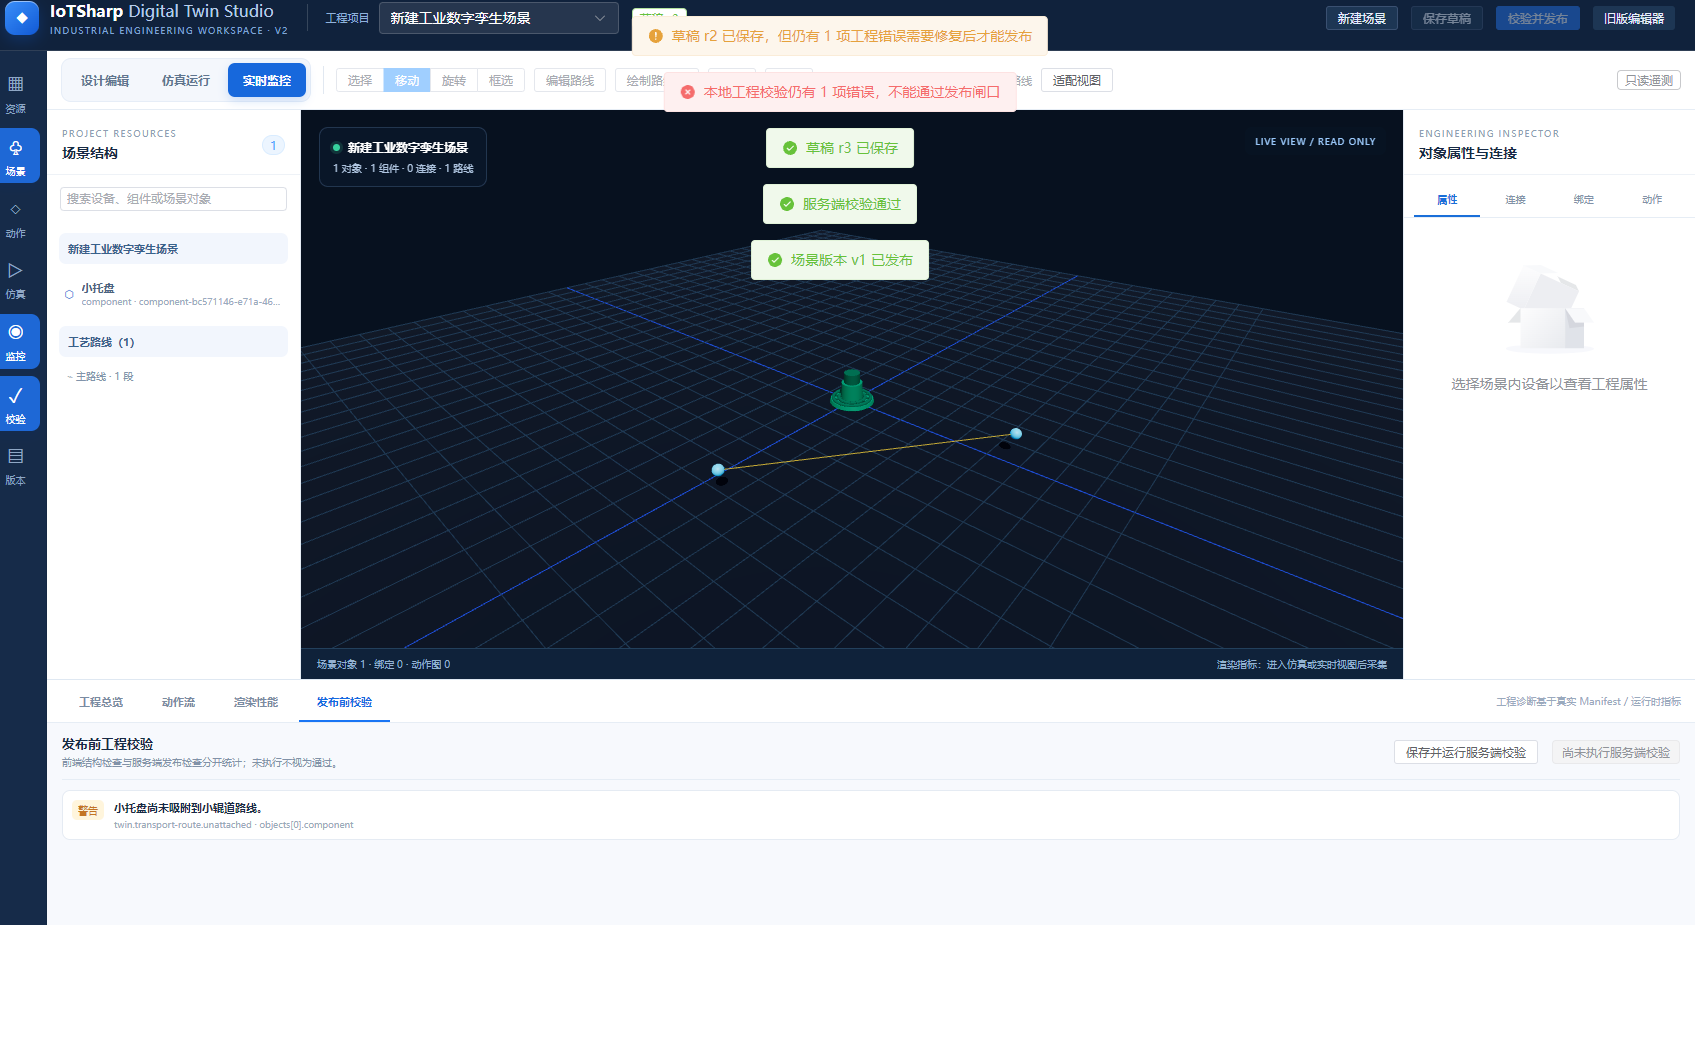 IoTSharp Digital Twin Studio
INDUSTRIAL ENGINEERING WORKSPACE · V2
工程项目
新建工业数字孪生场景
新建场景
保存草稿
校验并发布
旧版编辑器
草稿 r2 已保存，但仍有 1 项工程错误需要修复后才能发布
设计编辑
仿真运行
实时监控
选择
移动
旋转
框选
编辑路线
绘制路
路线
适配视图
只读遥测
本地工程校验仍有 1 项错误，不能通过发布闸口
资源
场景
动作
仿真
监控
校验
版本
PROJECT RESOURCES
场景结构
1
搜索设备、组件或场景对象
新建工业数字孪生场景
小托盘
component · component-bc571146-e71a-46...
工艺路线（1）
~ 主路线 · 1 段
新建工业数字孪生场景
1 对象 · 1 组件 · 0 连接 · 1 路线
草稿 r3 已保存
服务端校验通过
场景版本 v1 已发布
LIVE VIEW / READ ONLY
场景对象 1 · 绑定 0 · 动作图 0
渲染指标：进入仿真或实时视图后采集
ENGINEERING INSPECTOR
对象属性与连接
属性
连接
绑定
动作
选择场景内设备以查看工程属性
工程总览
动作流
渲染性能
发布前校验
工程诊断基于真实 Manifest / 运行时指标
发布前工程校验
前端结构检查与服务端发布检查分开统计；未执行不视为通过。
保存并运行服务端校验
尚未执行服务端校验
警告
小托盘尚未吸附到小辊道路线。
twin.transport-route.unattached · objects[0].component